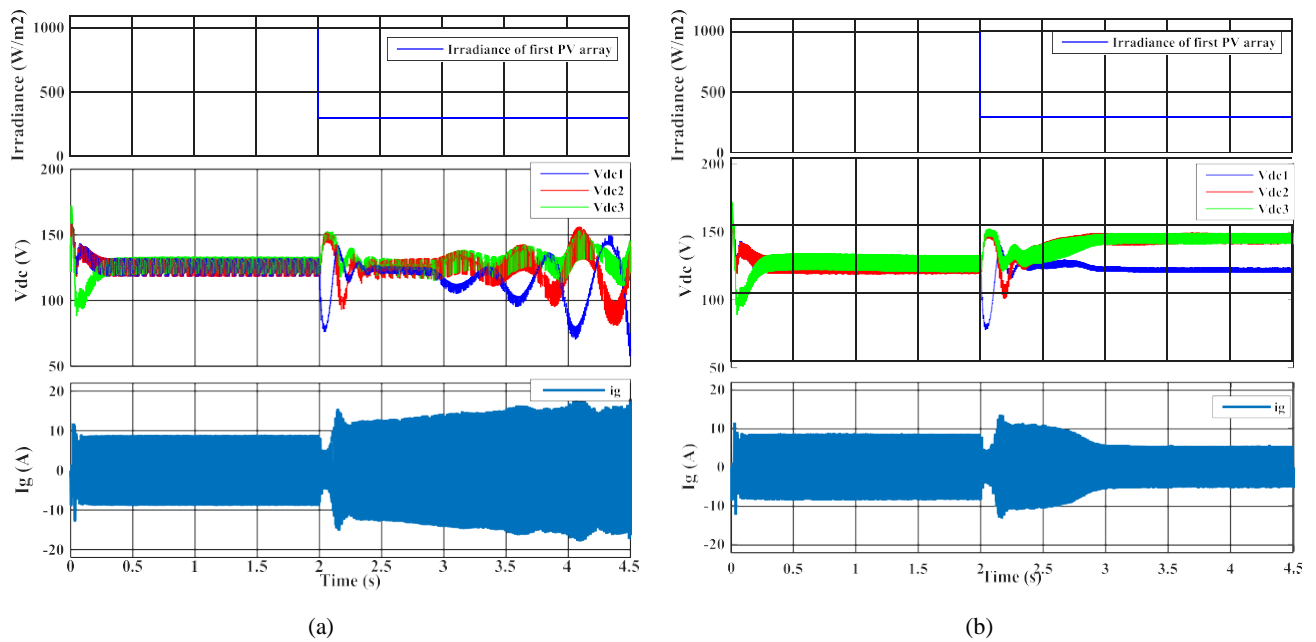 Irradiance (W/m2)
1000
500
0
Irradiance of first PV array
Vdc (V)
200
150
100
50
Vdc1
Vdc2
Vdc3
Ig (A)
20
10
0
-10
-20
ig
0 0.5 1 1.5 2 2.5 3 3.5 4 4.5
Time (s)
(a)
Irradiance (W/m2)
1000
500
0
Irradiance of first PV array
Vdc (V)
200
150
100
50
Vdc1
Vdc2
Vdc3
Ig (A)
20
10
0
-10
-20
ig
0 0.5 1 1.5 2 2.5 3 3.5 4 4.5
Time (s)
(b)